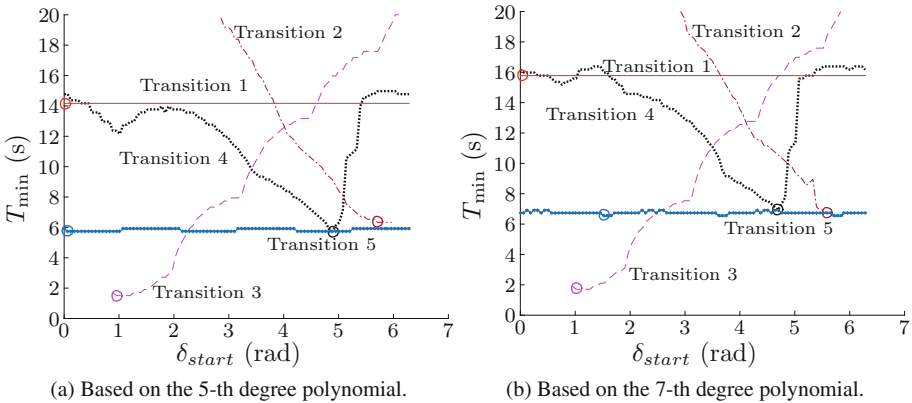 20
18
16
14
12
10
8
6
4
2
0
T_min (s)
Transition 2
Transition 1
Transition 4
Transition 5
Transition 3
0 1 2 3 4 5 6 7
δ_start (rad)
(a) Based on the 5-th degree polynomial.
20
18
16
14
12
10
8
6
4
2
0
T_min (s)
Transition 2
Transition 1
Transition 4
Transition 5
Transition 3
0 1 2 3 4 5 6 7
δ_start (rad)
(b) Based on the 7-th degree polynomial.